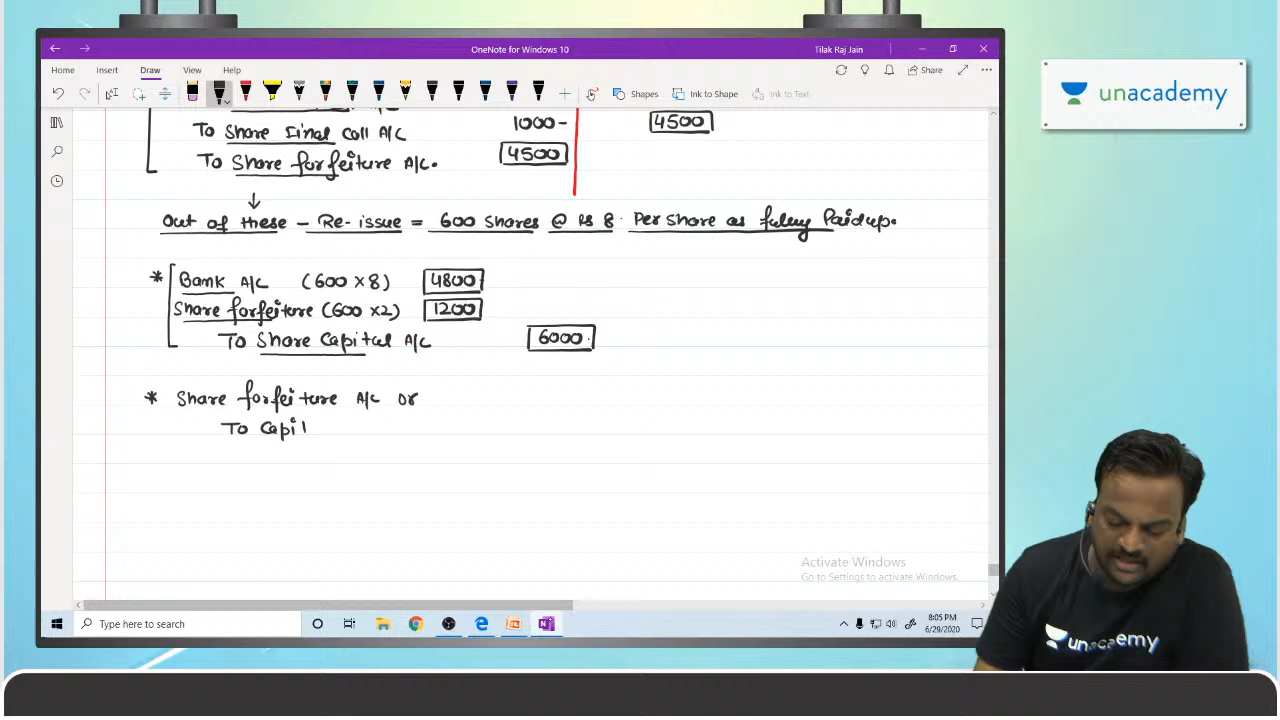 OneNote for Windows 10
Tilak Raj Jain
Home Insert Draw View Help
Share
Shapes
Ink to Shape
Ink to Text
unacademy
To Share Final Call A/C 1000-
4500
To Share forfeiture A/C. 4500
Out of these - Re-issue = 600 Shares @ Rs 8 Per share as fully Paid up.
* Bank A/C (600 × 8) 4800
Share forfeiture (600 × 2) 1200
To Share Capital A/C 6000
* Share forfeiture A/C Dr
To Capi
Activate Windows
Go to Settings to activate Windows.
Type here to search
8:05 PM
6/29/2020
unacademy